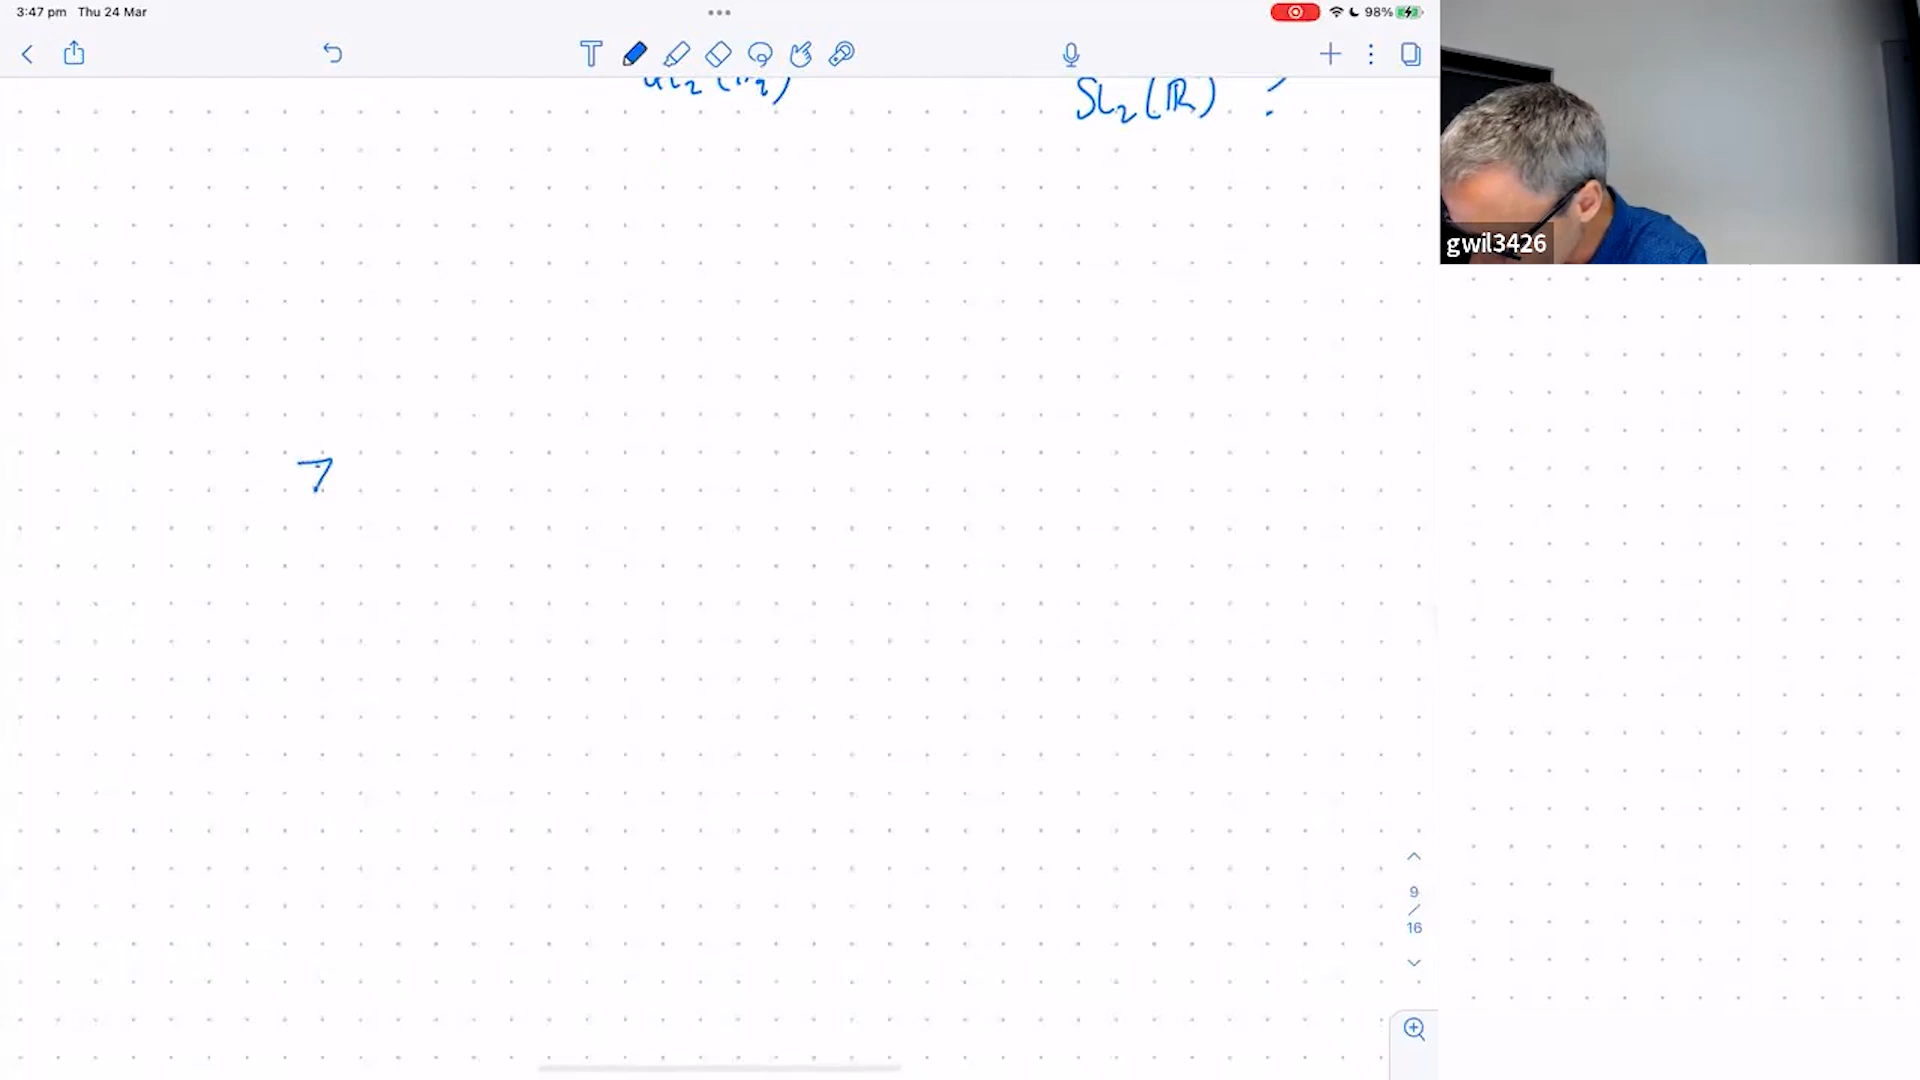 3:47 pm Thu 24 Mar
98%
T
SL₂(ℝ) ?
gwil3426
7
9
/
16